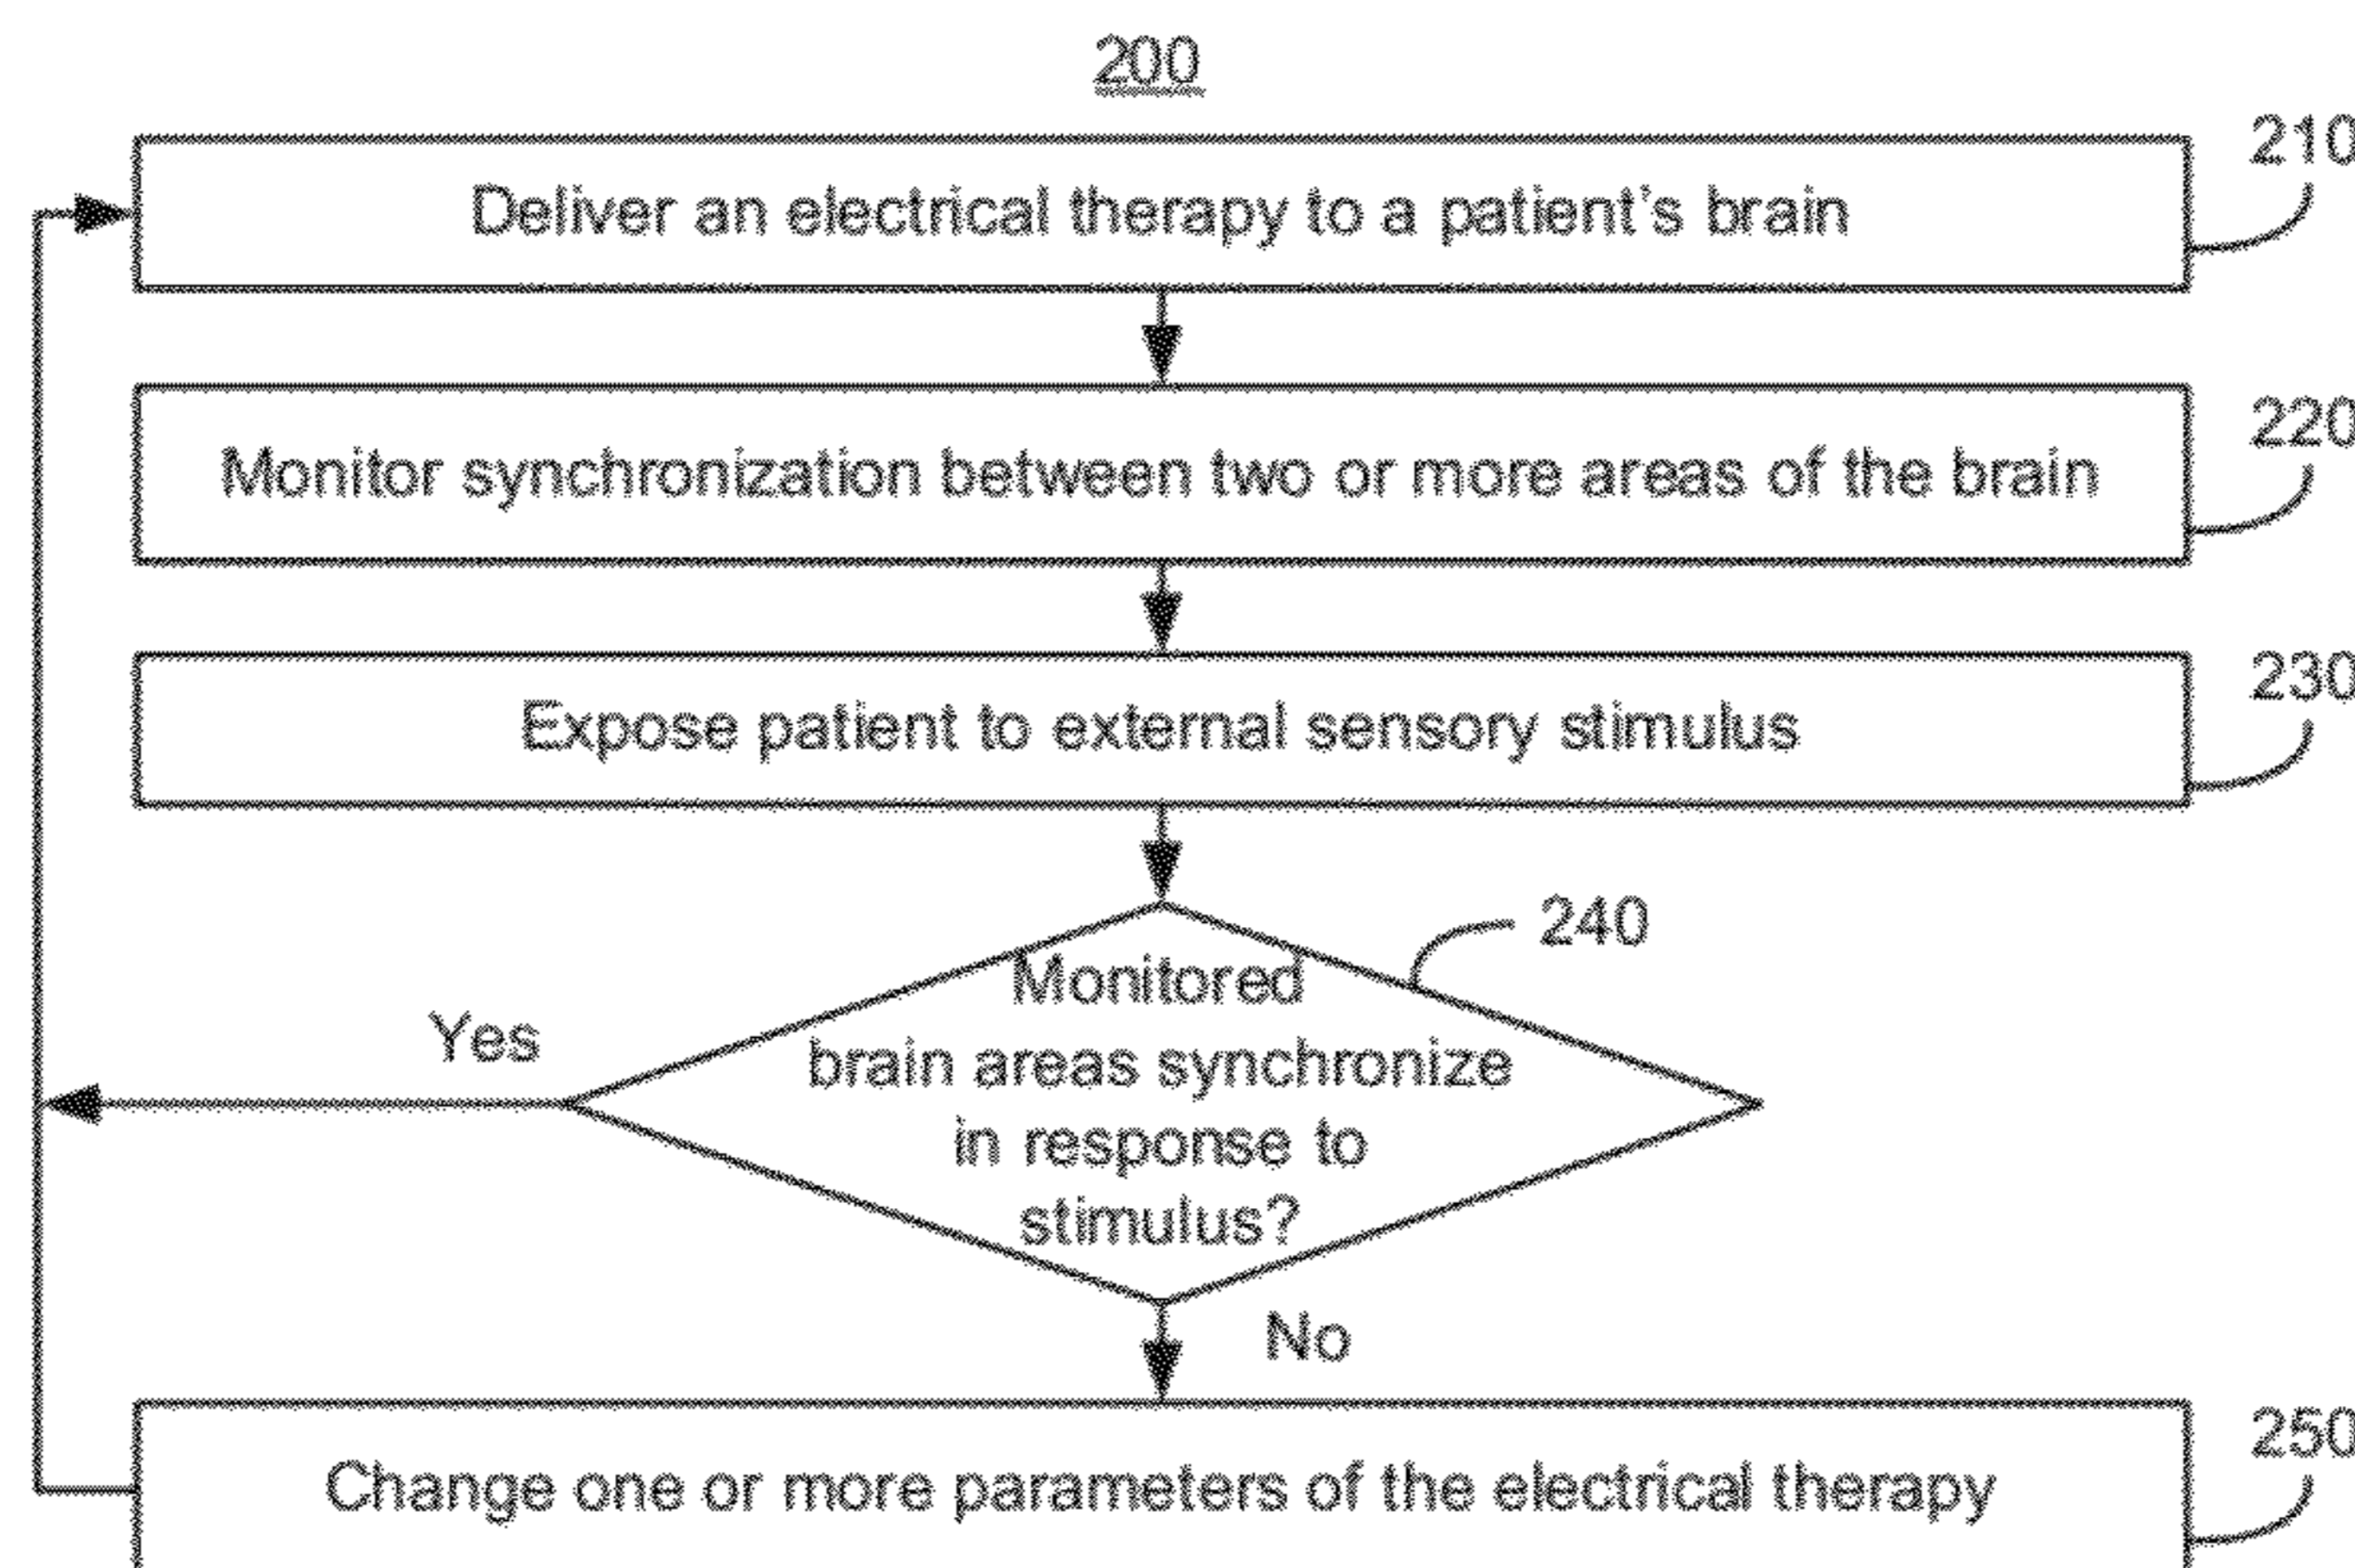 200
Deliver an electrical therapy to a patient's brain
210
Monitor synchronization between two or more areas of the brain
220
Expose patient to external sensory stimulus
230
240
Monitored
brain areas synchronize
in response to
stimulus?
Yes
No
Change one or more parameters of the electrical therapy
250